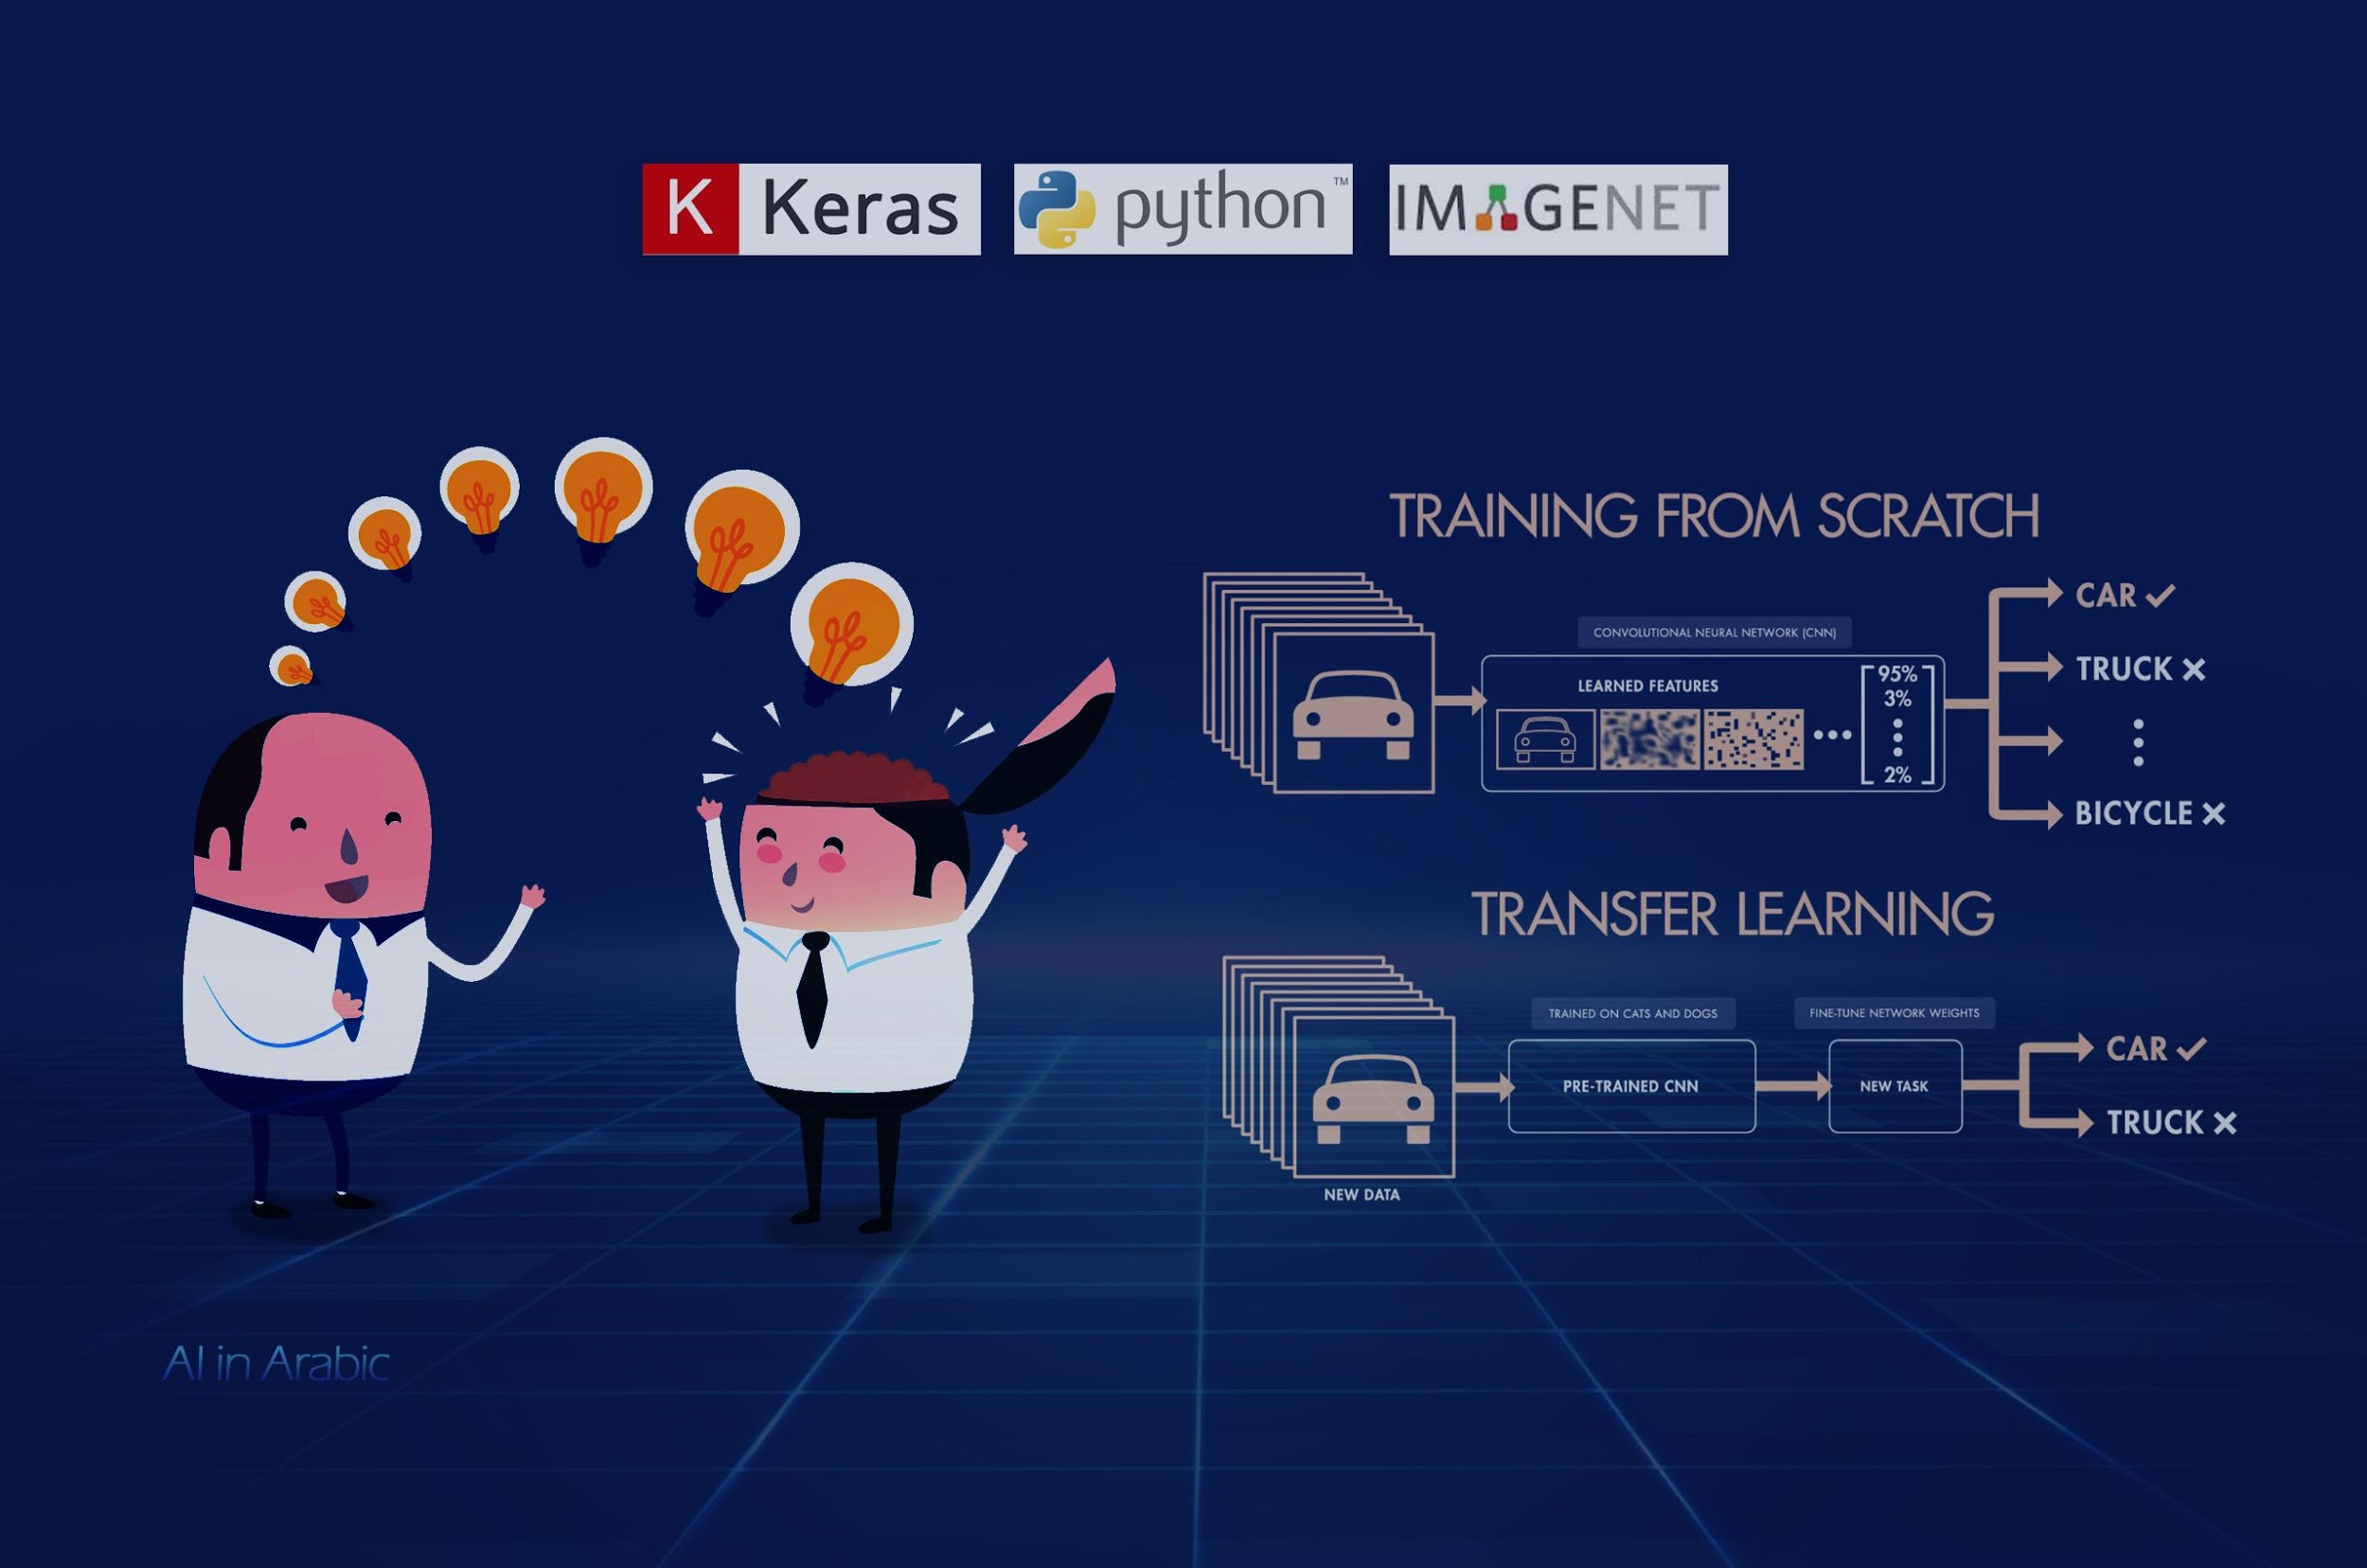 K Keras
python™
IMAGENET
TRAINING FROM SCRATCH
CONVOLUTIONAL NEURAL NETWORK (CNN)
LEARNED FEATURES
95%
3%
2%
CAR
TRUCK
BICYCLE
TRANSFER LEARNING
TRAINED ON CATS AND DOGS
FINE-TUNE NETWORK WEIGHTS
PRE-TRAINED CNN
NEW TASK
CAR
TRUCK
NEW DATA
AI in Arabic